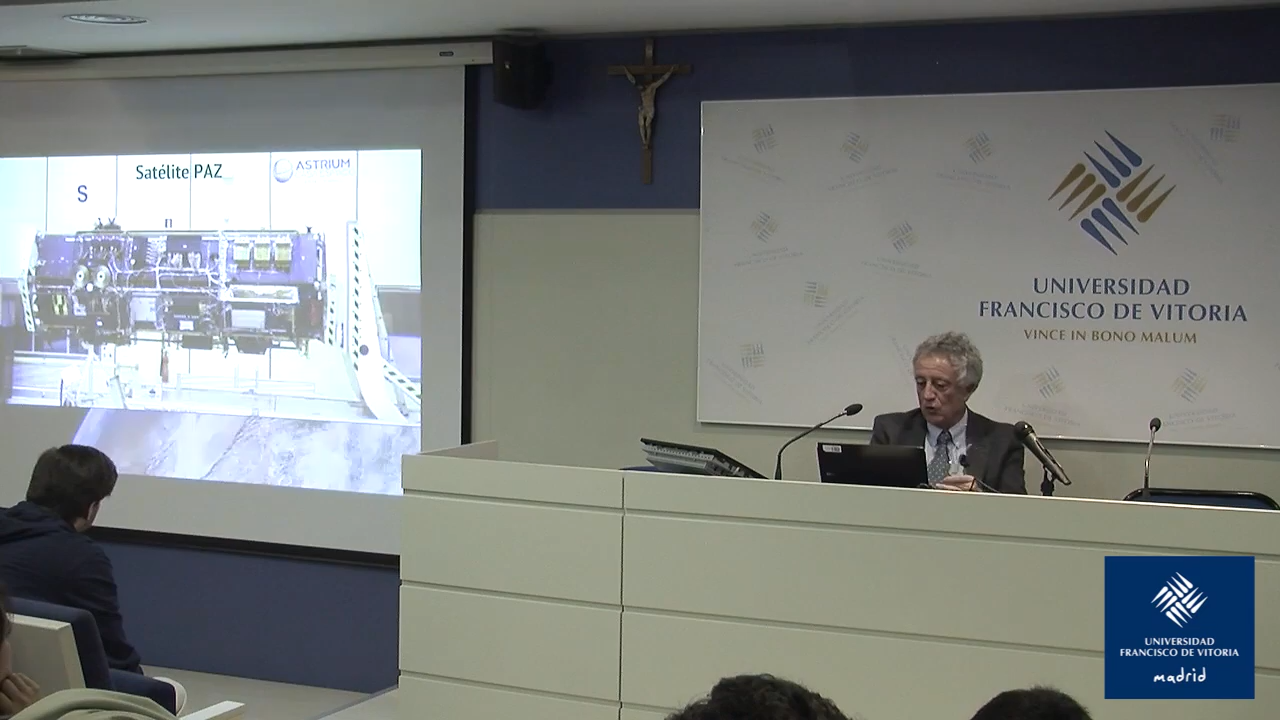 Satélite PAZ
ASTRIUM
S
UNIVERSIDAD
FRANCISCO DE VITORIA
VINCE IN BONO MALUM
UNIVERSIDAD
FRANCISCO DE VITORIA
madrid